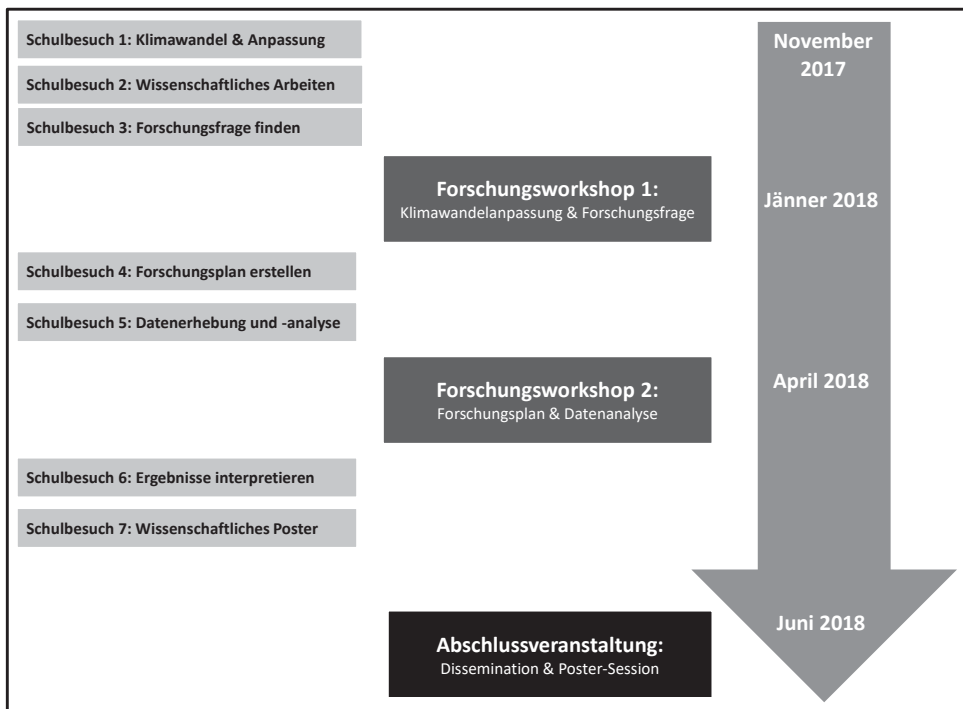 Schulbesuch 1: Klimawandel & Anpassung
November
2017
Schulbesuch 2: Wissenschaftliches Arbeiten
Schulbesuch 3: Forschungsfrage finden
Forschungsworkshop 1:
Klimawandelanpassung & Forschungsfrage
Jänner 2018
Schulbesuch 4: Forschungsplan erstellen
Schulbesuch 5: Datenerhebung und -analyse
Forschungsworkshop 2:
Forschungsplan & Datenanalyse
April 2018
Schulbesuch 6: Ergebnisse interpretieren
Schulbesuch 7: Wissenschaftliches Poster
Abschlussveranstaltung:
Dissemination & Poster-Session
Juni 2018